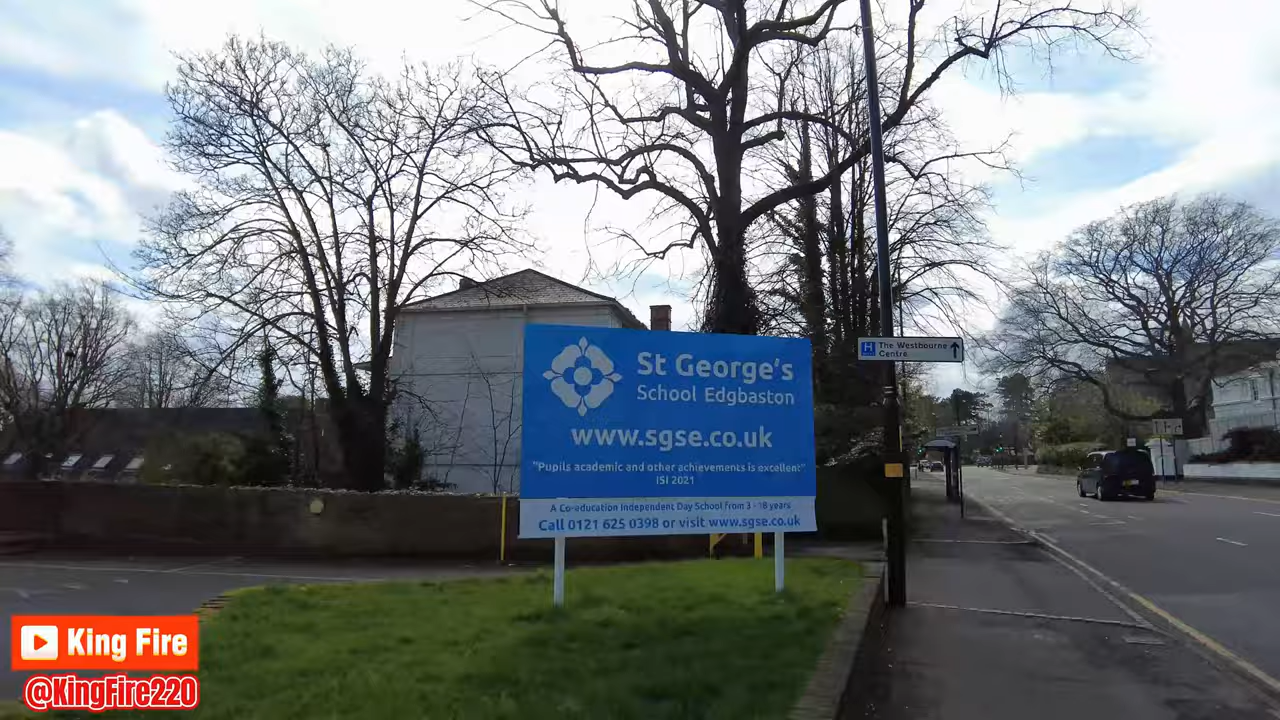 St George's
School Edgbaston
www.sgse.co.uk
"Pupils academic and other achievements is excellent"
ISI 2021
A Co-education Independent Day School from 3 - 18 years
Call 0121 625 0398 or visit www.sgse.co.uk
H The Westbourne
Centre
King Fire
@KingFire220